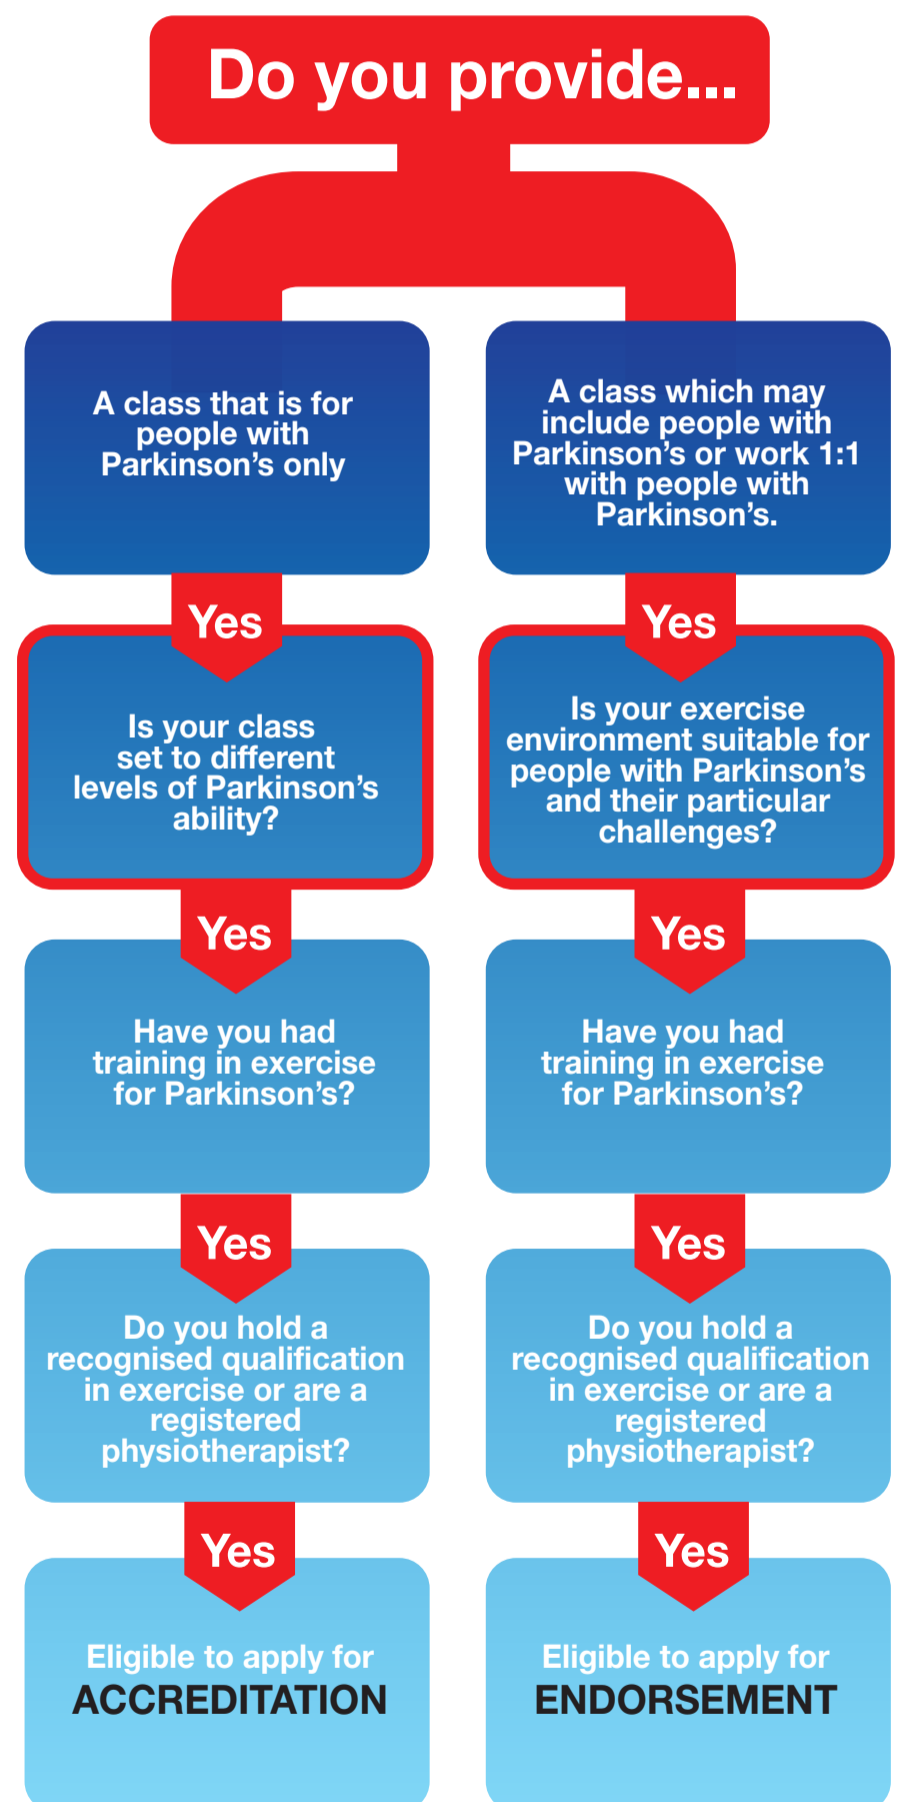 Do you provide...
A class that is for
people with
Parkinson's only
Yes
Is your class
set to different
levels of Parkinson's
ability?
Yes
Have you had
training in exercise
for Parkinson's?
Yes
Do you hold a
recognised qualification
in exercise or are a
registered
physiotherapist?
Yes
Eligible to apply for
ACCREDITATION
A class which may
include people with
Parkinson's or work 1:1
with people with
Parkinson's.
Yes
Is your exercise
environment suitable for
people with Parkinson's
and their particular
challenges?
Yes
Have you had
training in exercise
for Parkinson's?
Yes
Do you hold a
recognised qualification
in exercise or are a
registered
physiotherapist?
Yes
Eligible to apply for
ENDORSEMENT